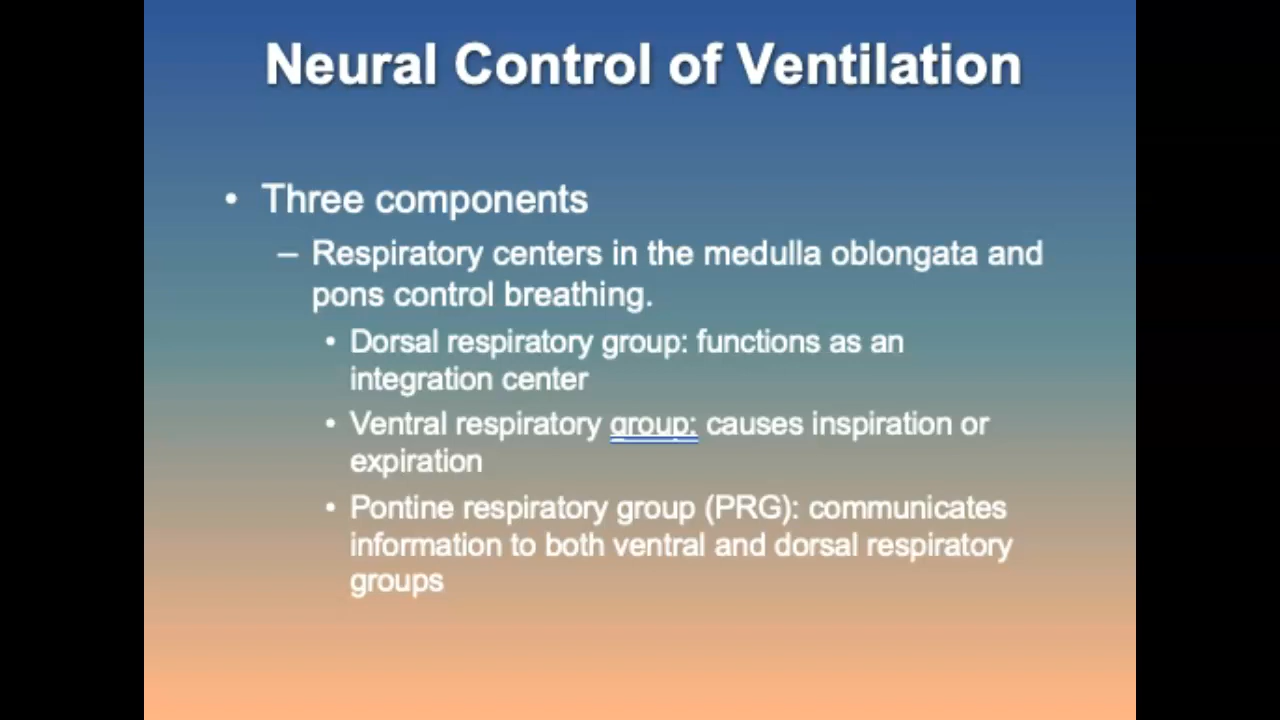 Neural Control of Ventilation
• Three components
– Respiratory centers in the medulla oblongata and
pons control breathing.
• Dorsal respiratory group: functions as an
integration center
• Ventral respiratory group: causes inspiration or
expiration
• Pontine respiratory group (PRG): communicates
information to both ventral and dorsal respiratory
groups